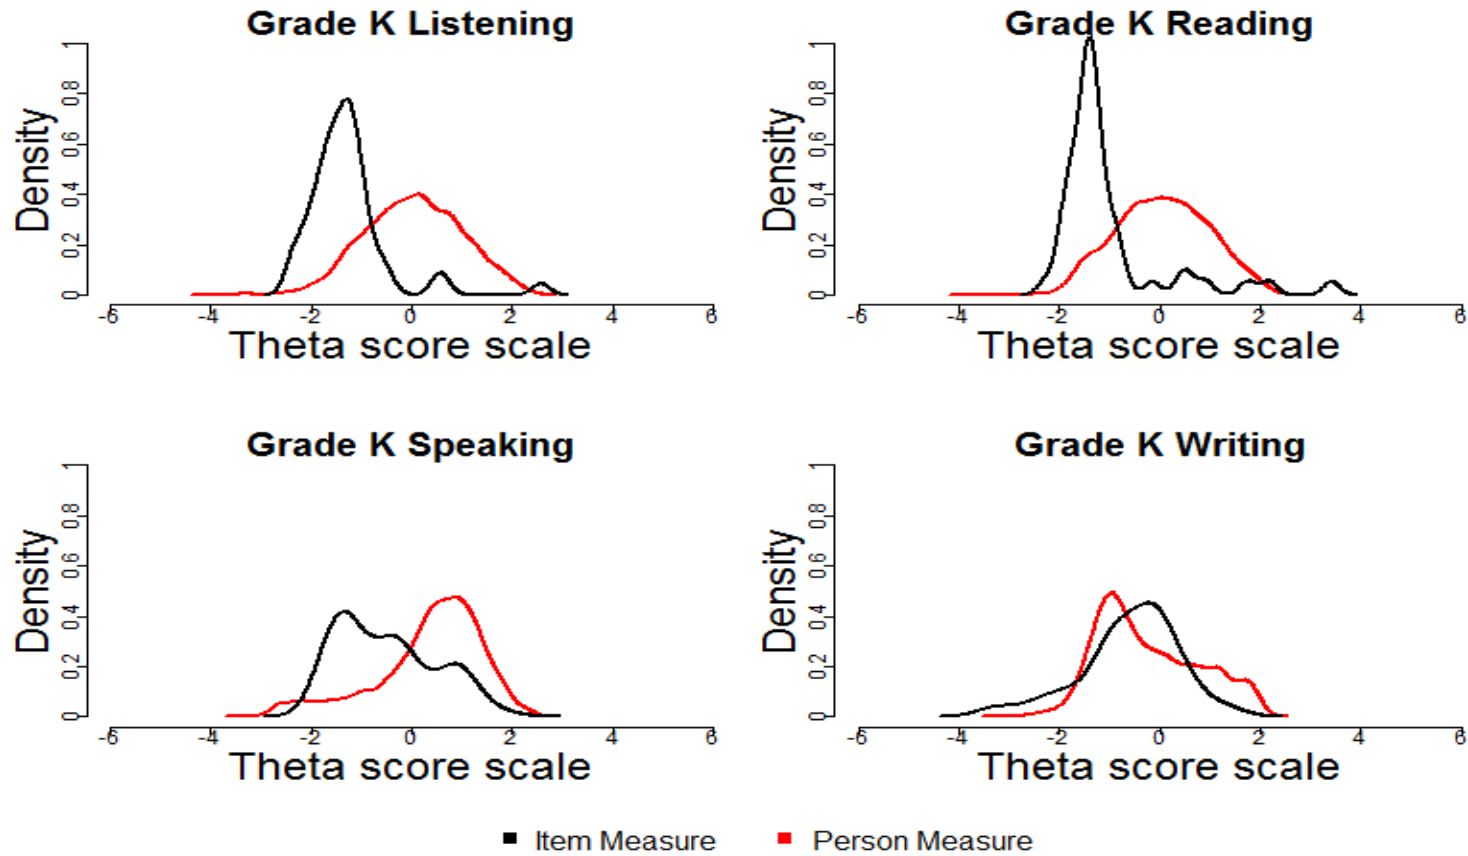 Grade K Listening
Density
0 0.2 0.4 0.6 0.8 1
-6 -4 -2 0 2 4 6
Theta score scale
Grade K Reading
Density
0 0.2 0.4 0.6 0.8 1
-6 -4 -2 0 2 4 6
Theta score scale
Grade K Speaking
Density
0 0.2 0.4 0.6 0.8 1
-6 -4 -2 0 2 4 6
Theta score scale
Grade K Writing
Density
0 0.2 0.4 0.6 0.8 1
-6 -4 -2 0 2 4 6
Theta score scale
Item Measure Person Measure